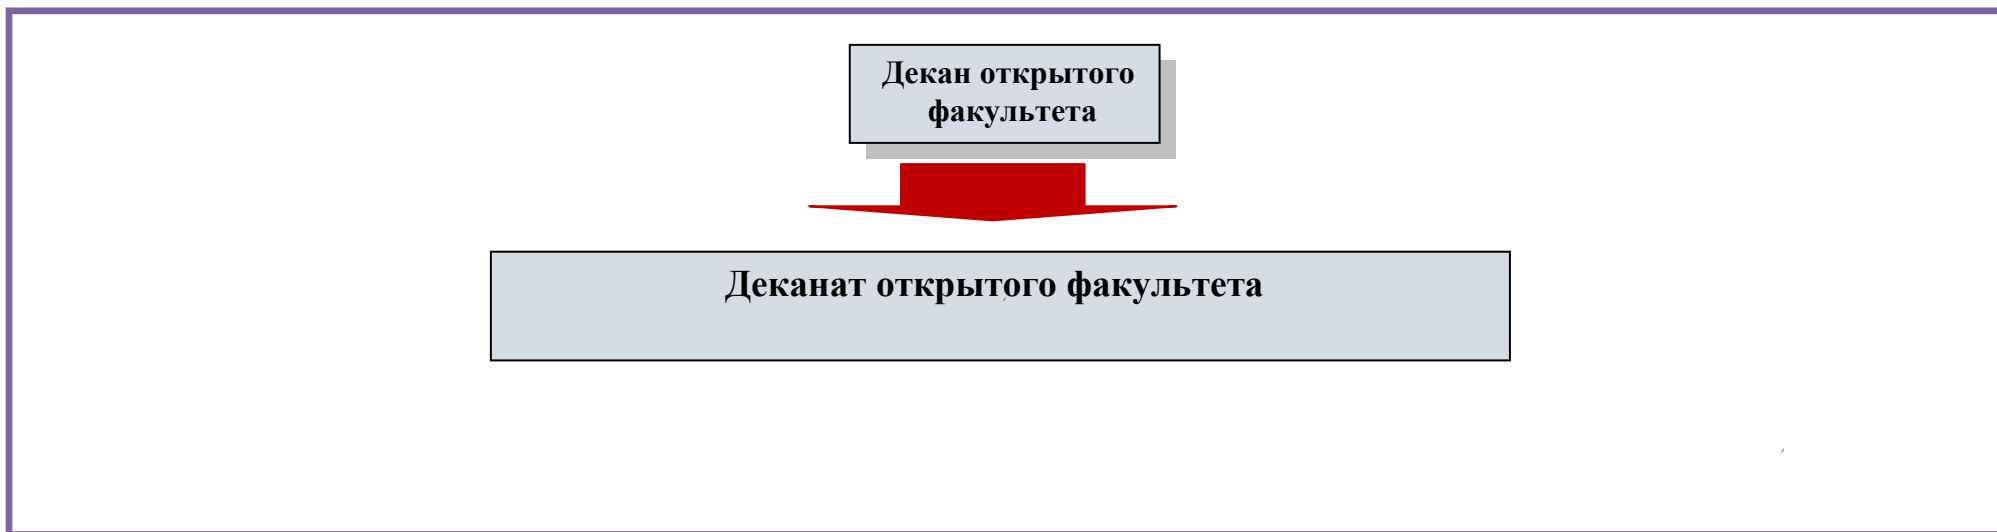 Декан открытого
факультета
Деканат открытого факультета